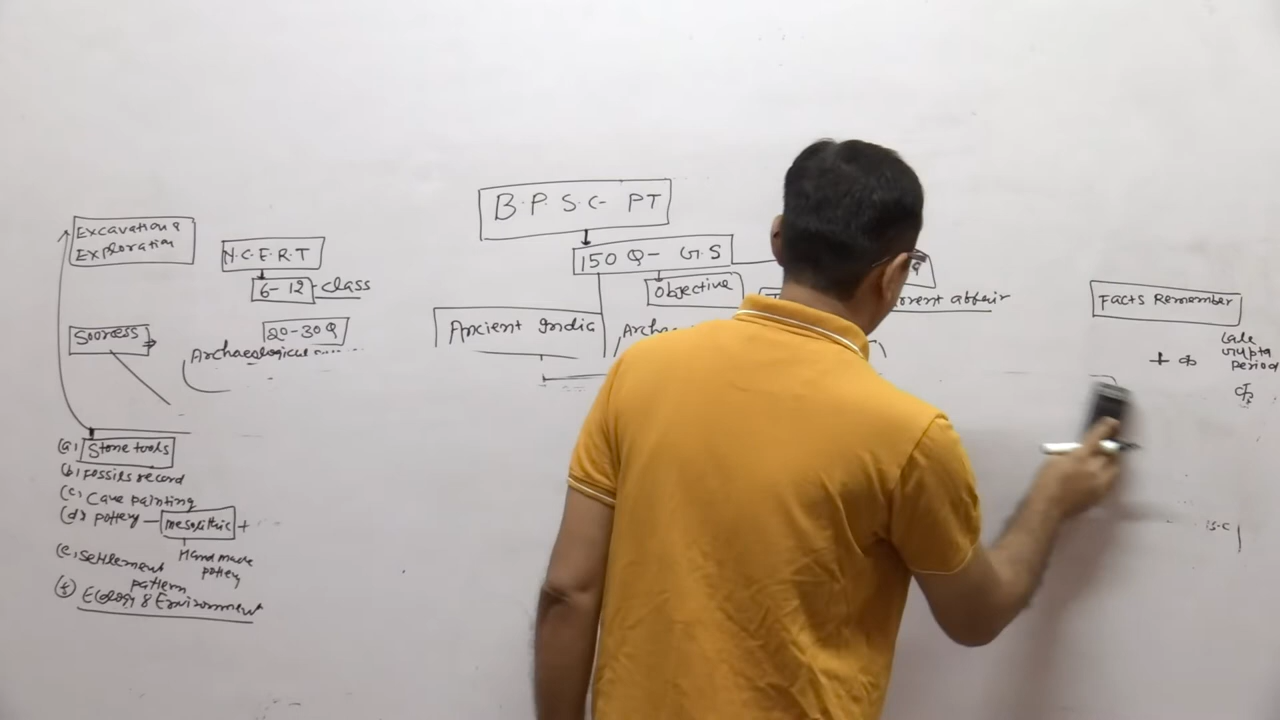 B.P.S.C- PT
150 Q- G.S
Objective
Ancient India
Excavation &
Exploration
N.C.E.R.T
6-12-class
20-30Q
Sources
Archaeological
(a) Stone tools
(b) Fossils record
(c) Cave painting
(d) pottery - mesolithic +
Hand made
pottery
(e) Settlement
pattern
(f) Ecology & Environment
Facts Remember
Late
Gupta
Period
B.C